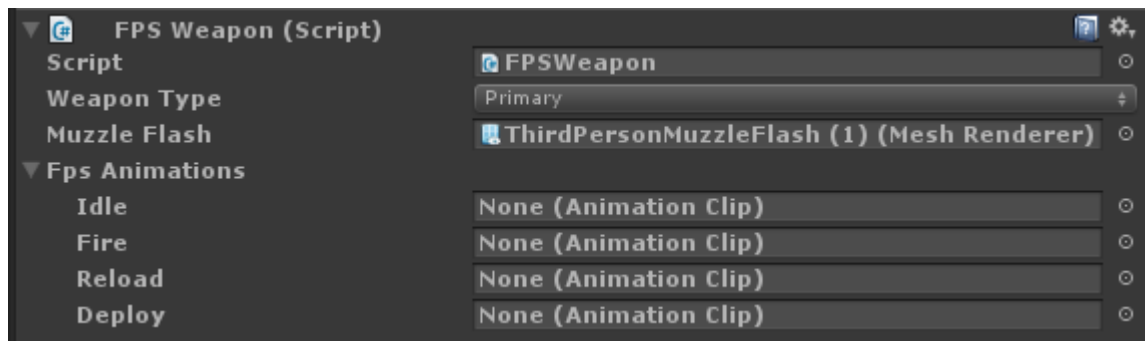 FPS Weapon (Script)
Script FPSWeapon
Weapon Type Primary
Muzzle Flash ThirdPersonMuzzleFlash (1) (Mesh Renderer)
Fps Animations
Idle None (Animation Clip)
Fire None (Animation Clip)
Reload None (Animation Clip)
Deploy None (Animation Clip)